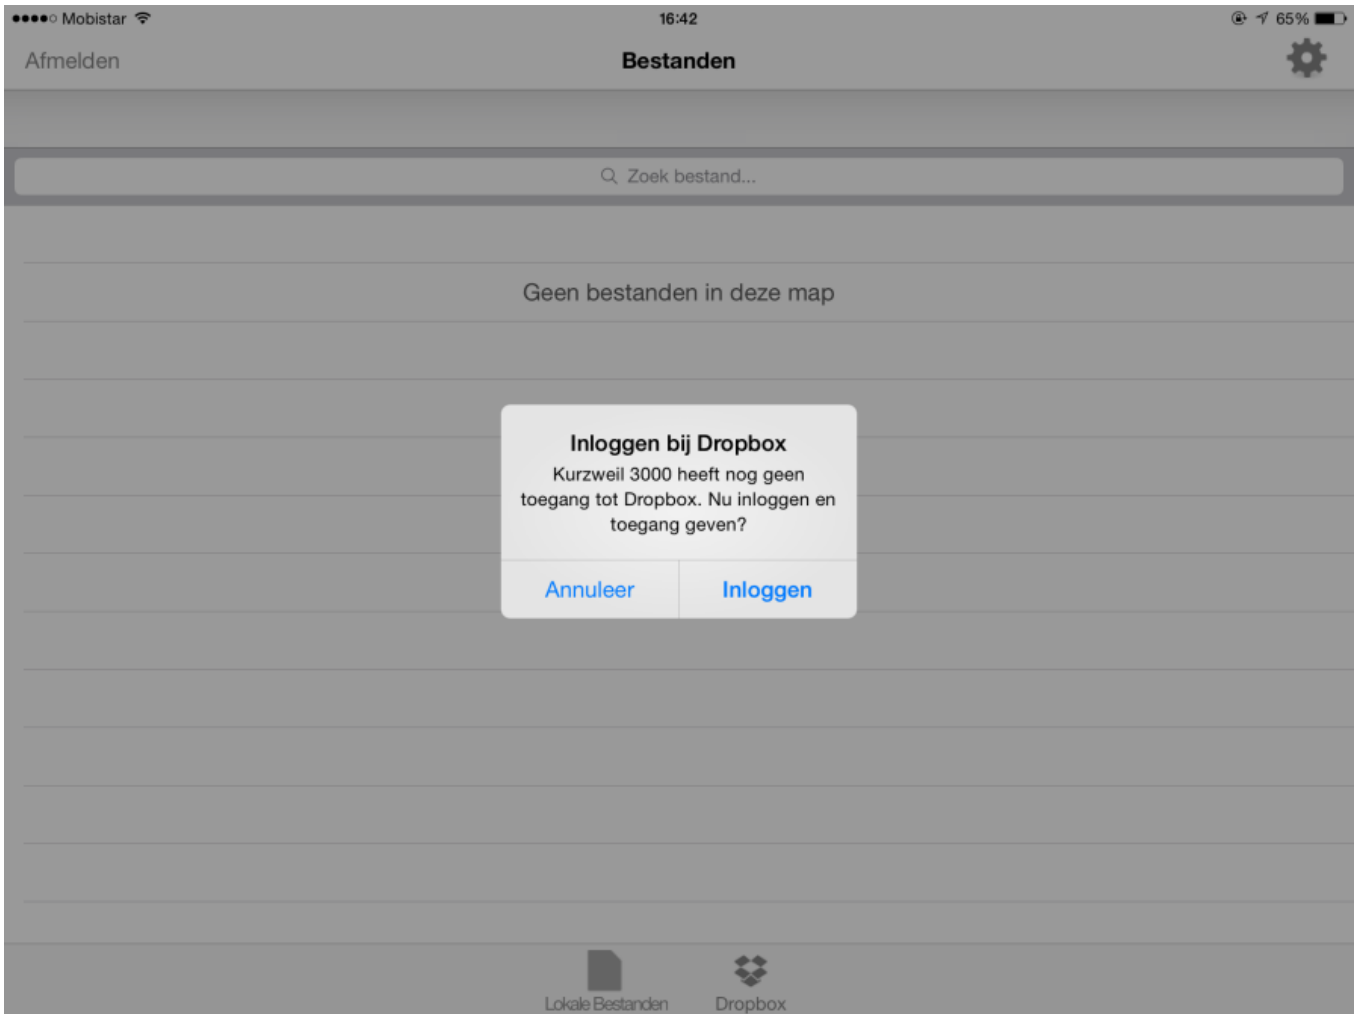 Mobistar 16:42 65%
Afmelden Bestanden
Zoek bestand...
Geen bestanden in deze map
Inloggen bij Dropbox
Kurzweil 3000 heeft nog geen
toegang tot Dropbox. Nu inloggen en
toegang geven?
Annuleer Inloggen
Lokale Bestanden Dropbox